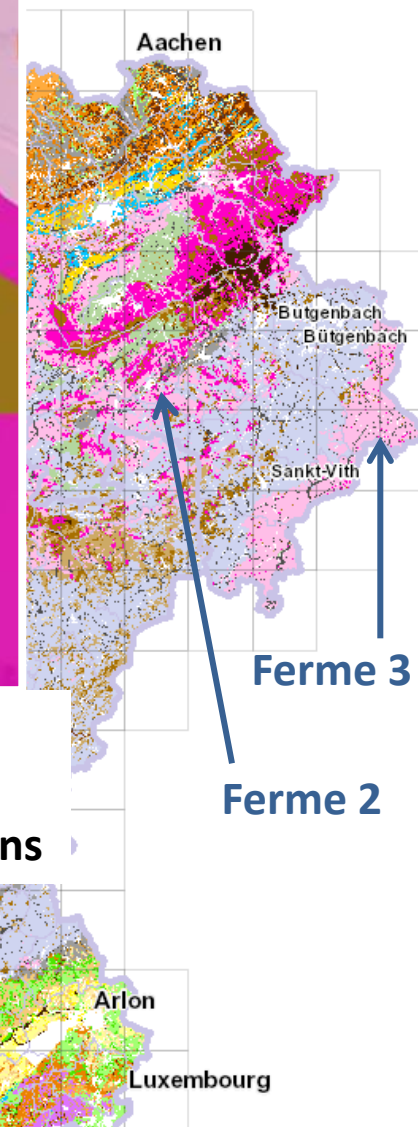 Aachen
Butgenbach
Bütgenbach
Sankt-Vith
Ferme 3
Ferme 2
ns
Arlon
Luxembourg